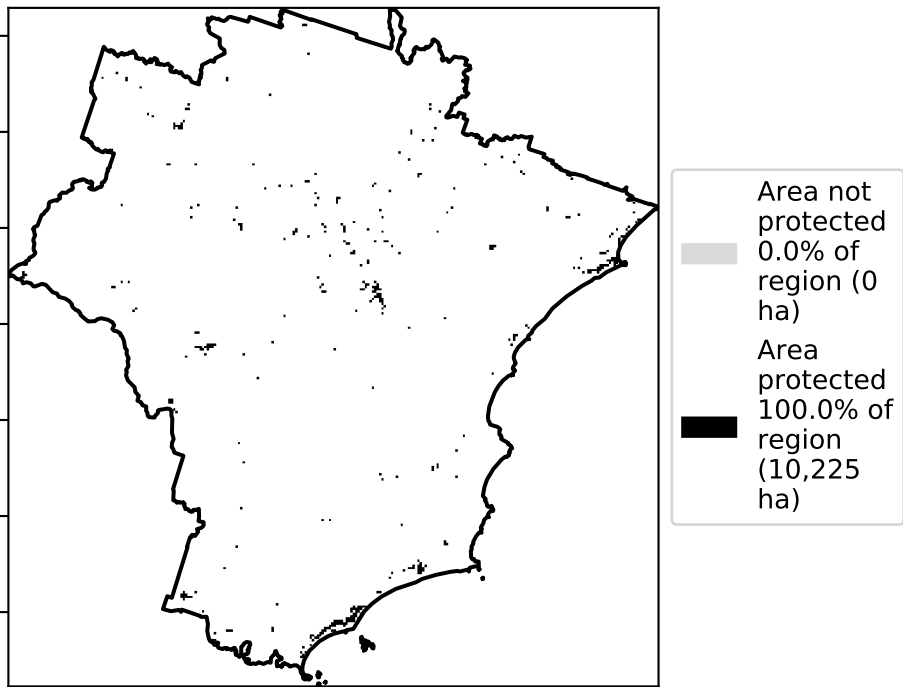 Area not
protected
0.0% of
region (0
ha)
Area
protected
100.0% of
region
(10,225
ha)